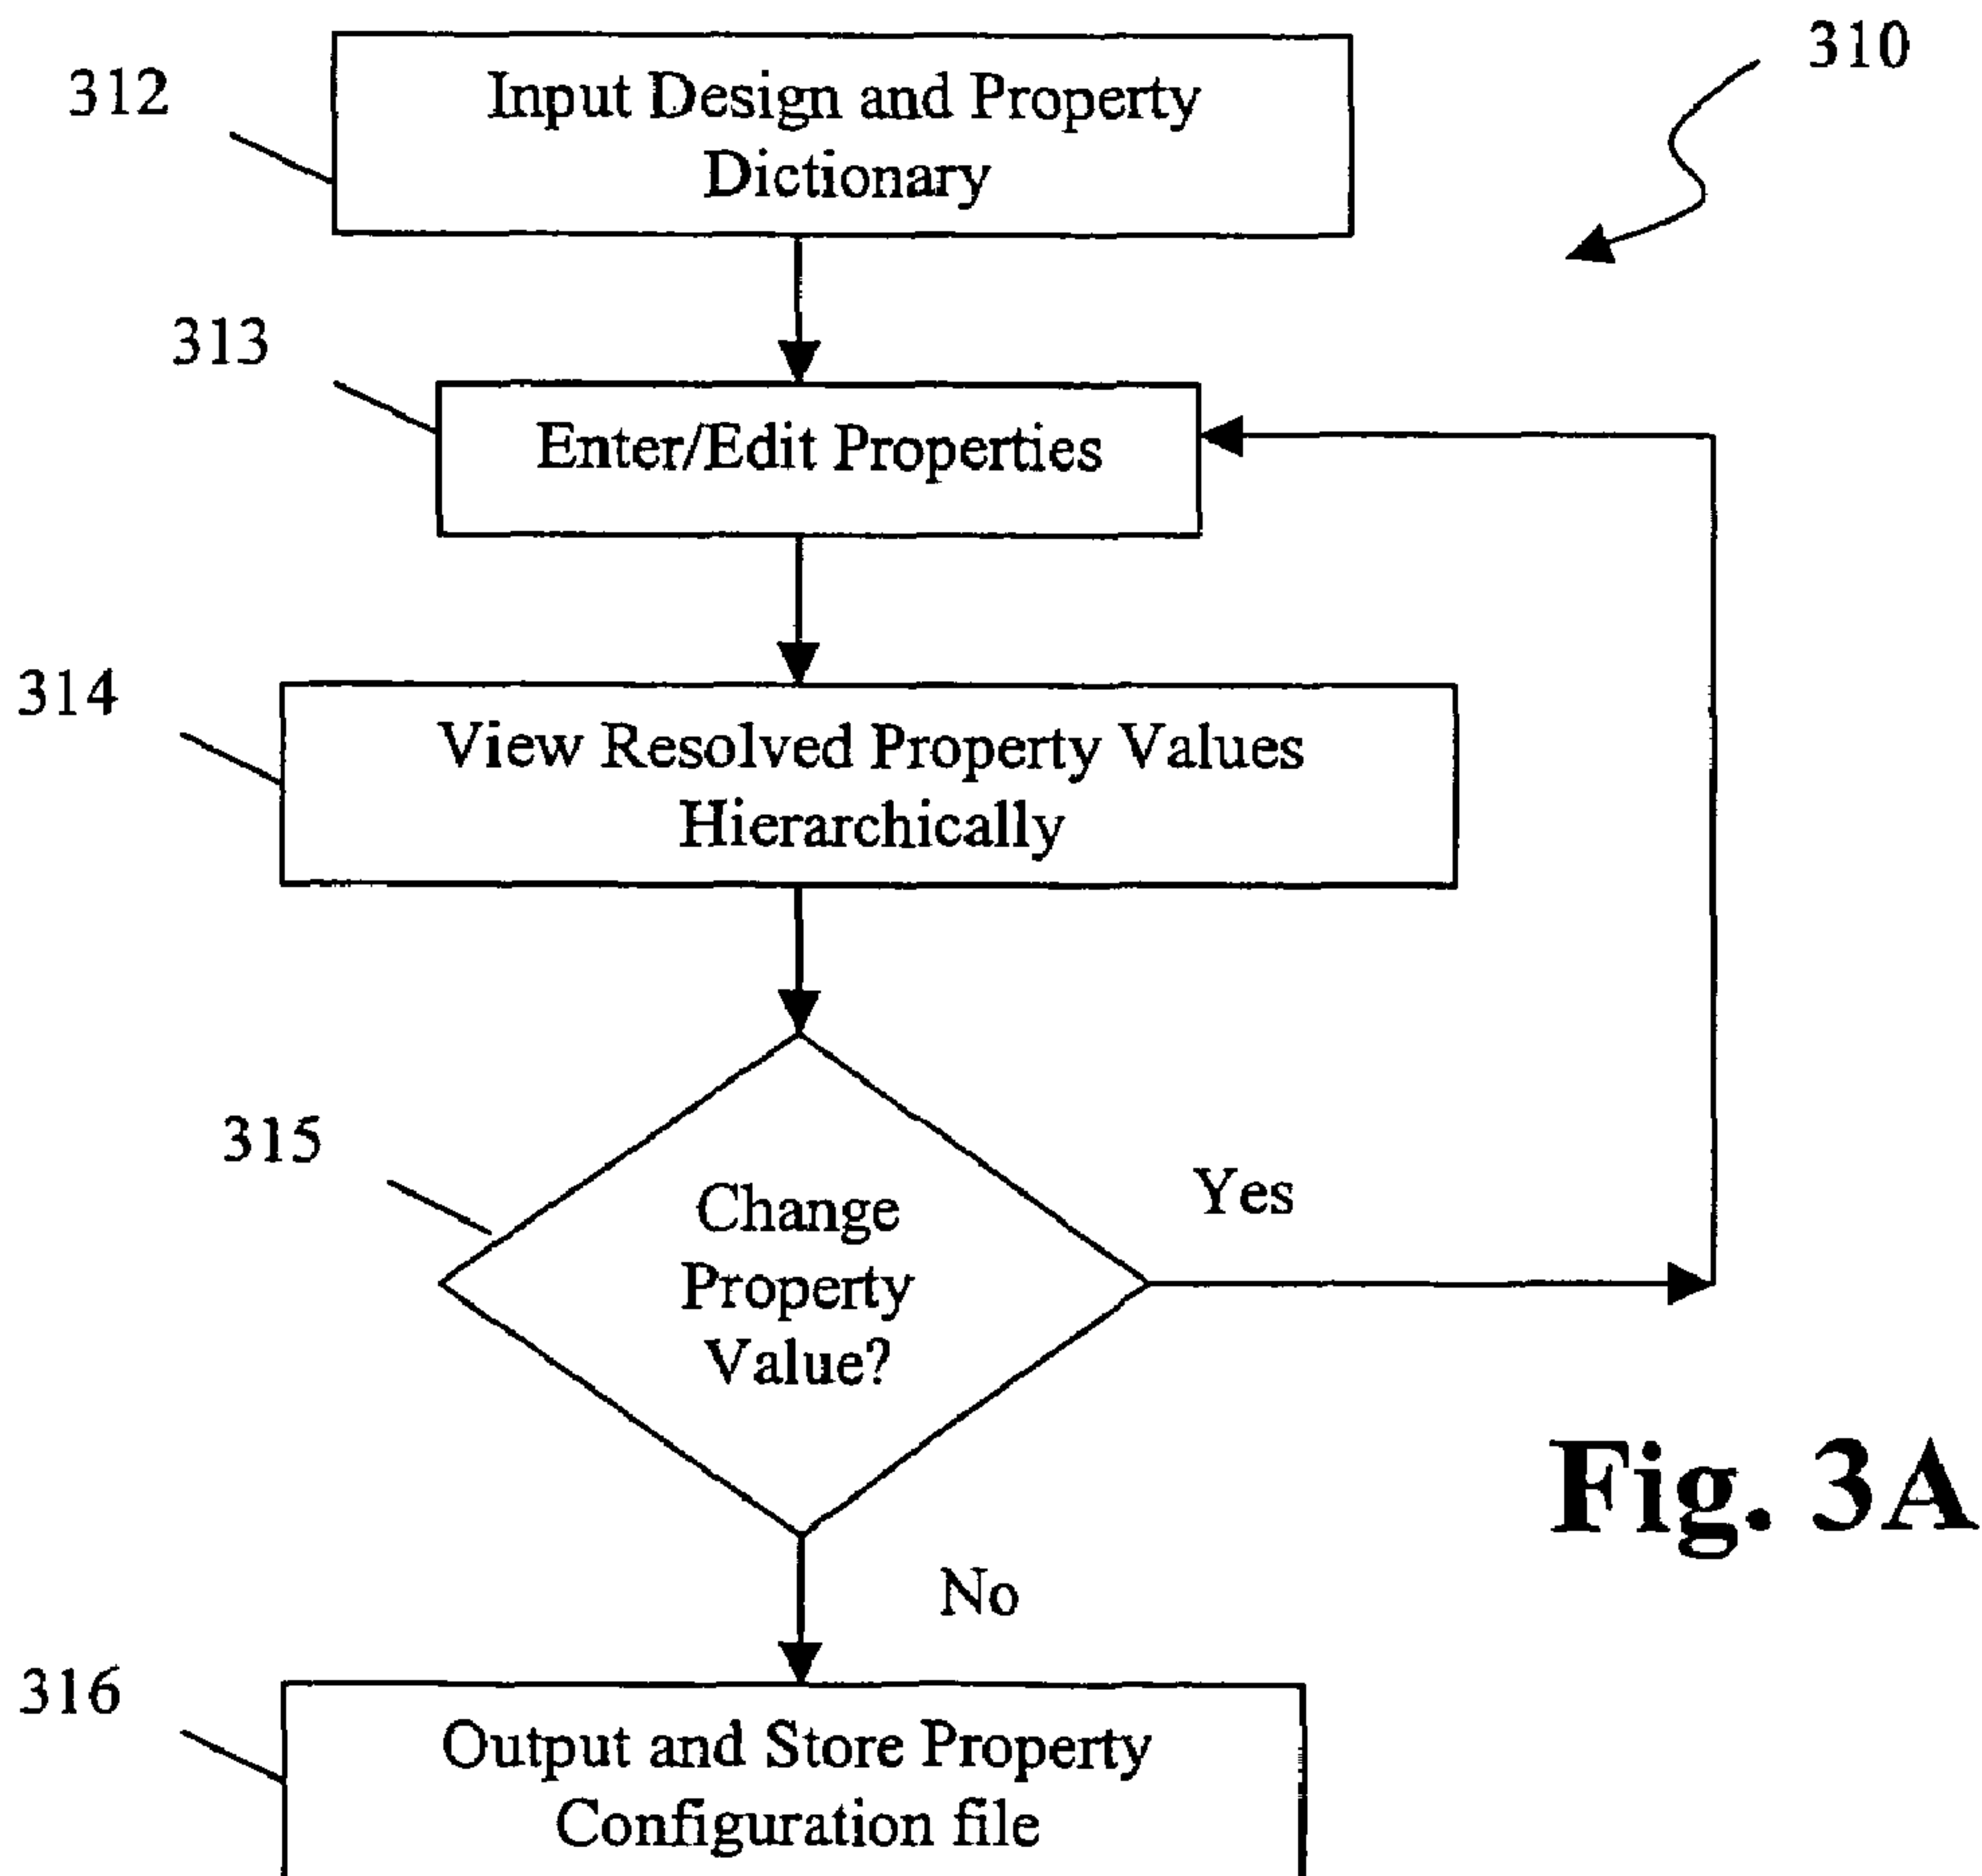 310
312
Input Design and Property
Dictionary
313
Enter/Edit Properties
314
View Resolved Property Values
Hierarchically
315
Change
Property
Value?
Yes
Fig. 3A
No
316
Output and Store Property
Configuration file